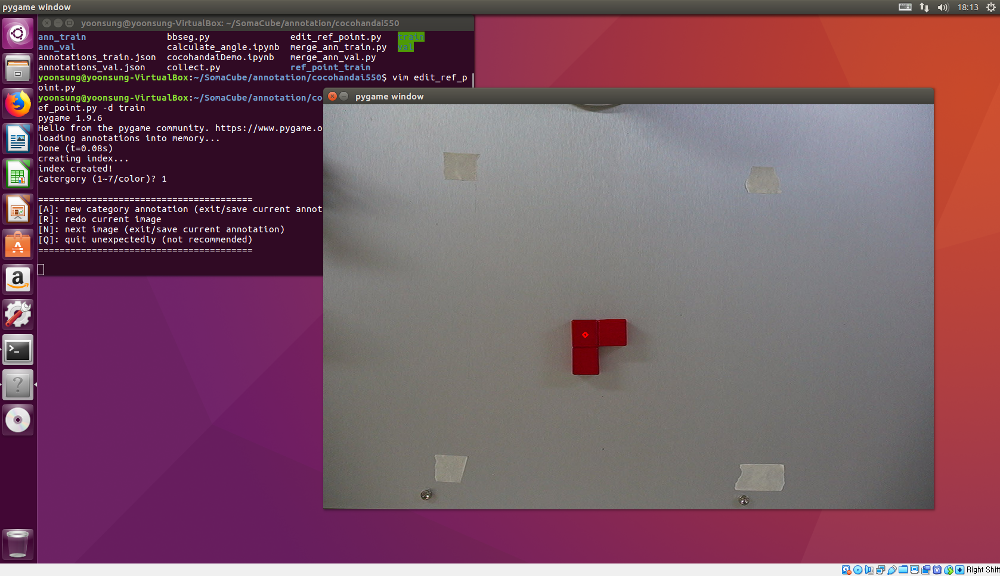 pygame window
18:13
yoonsung@yoonsung-VirtualBox: ~/SomaCube/annotation/cocohandai550
ann_train bbseg.py edit_ref_point.py train
ann_val calculate_angle.ipynb merge_ann_train.py val
annotations_train.json cocohandaiDemo.ipynb merge_ann_val.py
annotations_val.json collect.py ref_point_train
yoonsung@yoonsung-VirtualBox:~/SomaCube/annotation/cocohandai550$ vim edit_ref_p
oint.py
yoonsung@yoonsung-VirtualBox:~/SomaCube/annotation/co
ef_point.py -d train
pygame 1.9.6
Hello from the pygame community. https://www.pygame.o
loading annotations into memory...
Done (t=0.08s)
creating index...
index created!
Catergory (1~7/color)? 1
========================================
[A]: new category annotation (exit/save current annot
[R]: redo current image
[N]: next image (exit/save current annotation)
[Q]: quit unexpectedly (not recommended)
========================================
pygame window
Right Shift